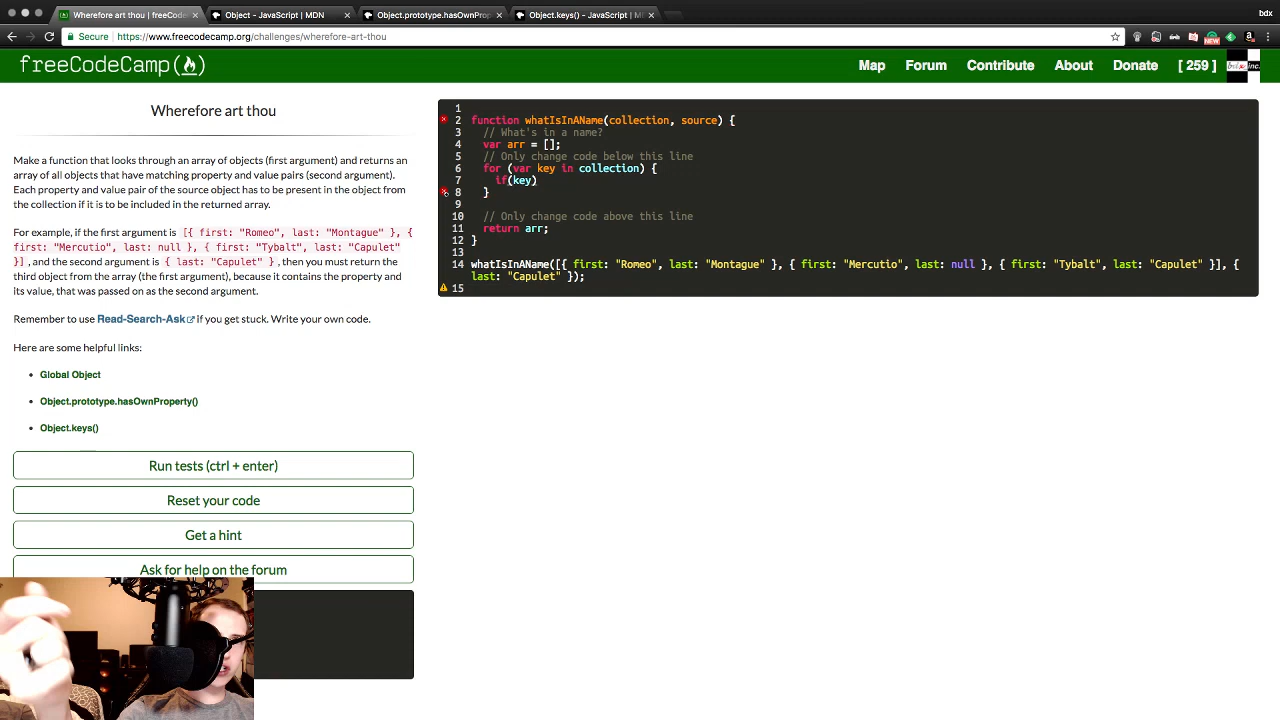 Wherefore art thou | freeCodeC
Object - JavaScript | MDN
Object.prototype.hasOwnProp
Object.keys() - JavaScript | M
bdx
Secure
https://www.freecodecamp.org/challenges/wherefore-art-thou
NEW
freeCodeCamp
Map
Forum
Contribute
About
Donate
[ 259 ]
bdx inc.
Wherefore art thou
Make a function that looks through an array of objects (first argument) and returns an
array of all objects that have matching property and value pairs (second argument).
Each property and value pair of the source object has to be present in the object from
the collection if it is to be included in the returned array.
For example, if the first argument is [{ first: "Romeo", last: "Montague" }, {
first: "Mercutio", last: null }, { first: "Tybalt", last: "Capulet"
}] , and the second argument is { last: "Capulet" } , then you must return the
third object from the array (the first argument), because it contains the property and
its value, that was passed on as the second argument.
Remember to use Read-Search-Ask if you get stuck. Write your own code.
Here are some helpful links:
Global Object
Object.prototype.hasOwnProperty()
Object.keys()
Run tests (ctrl + enter)
Reset your code
Get a hint
Ask for help on the forum
1
2 function whatIsInAName(collection, source) {
3 // What's in a name?
4 var arr = [];
5 // Only change code below this line
6 for (var key in collection) {
7 if(key)
8 }
9
10 // Only change code above this line
11 return arr;
12 }
13
14 whatIsInAName([{ first: "Romeo", last: "Montague" }, { first: "Mercutio", last: null }, { first: "Tybalt", last: "Capulet" }], {
last: "Capulet" });
15